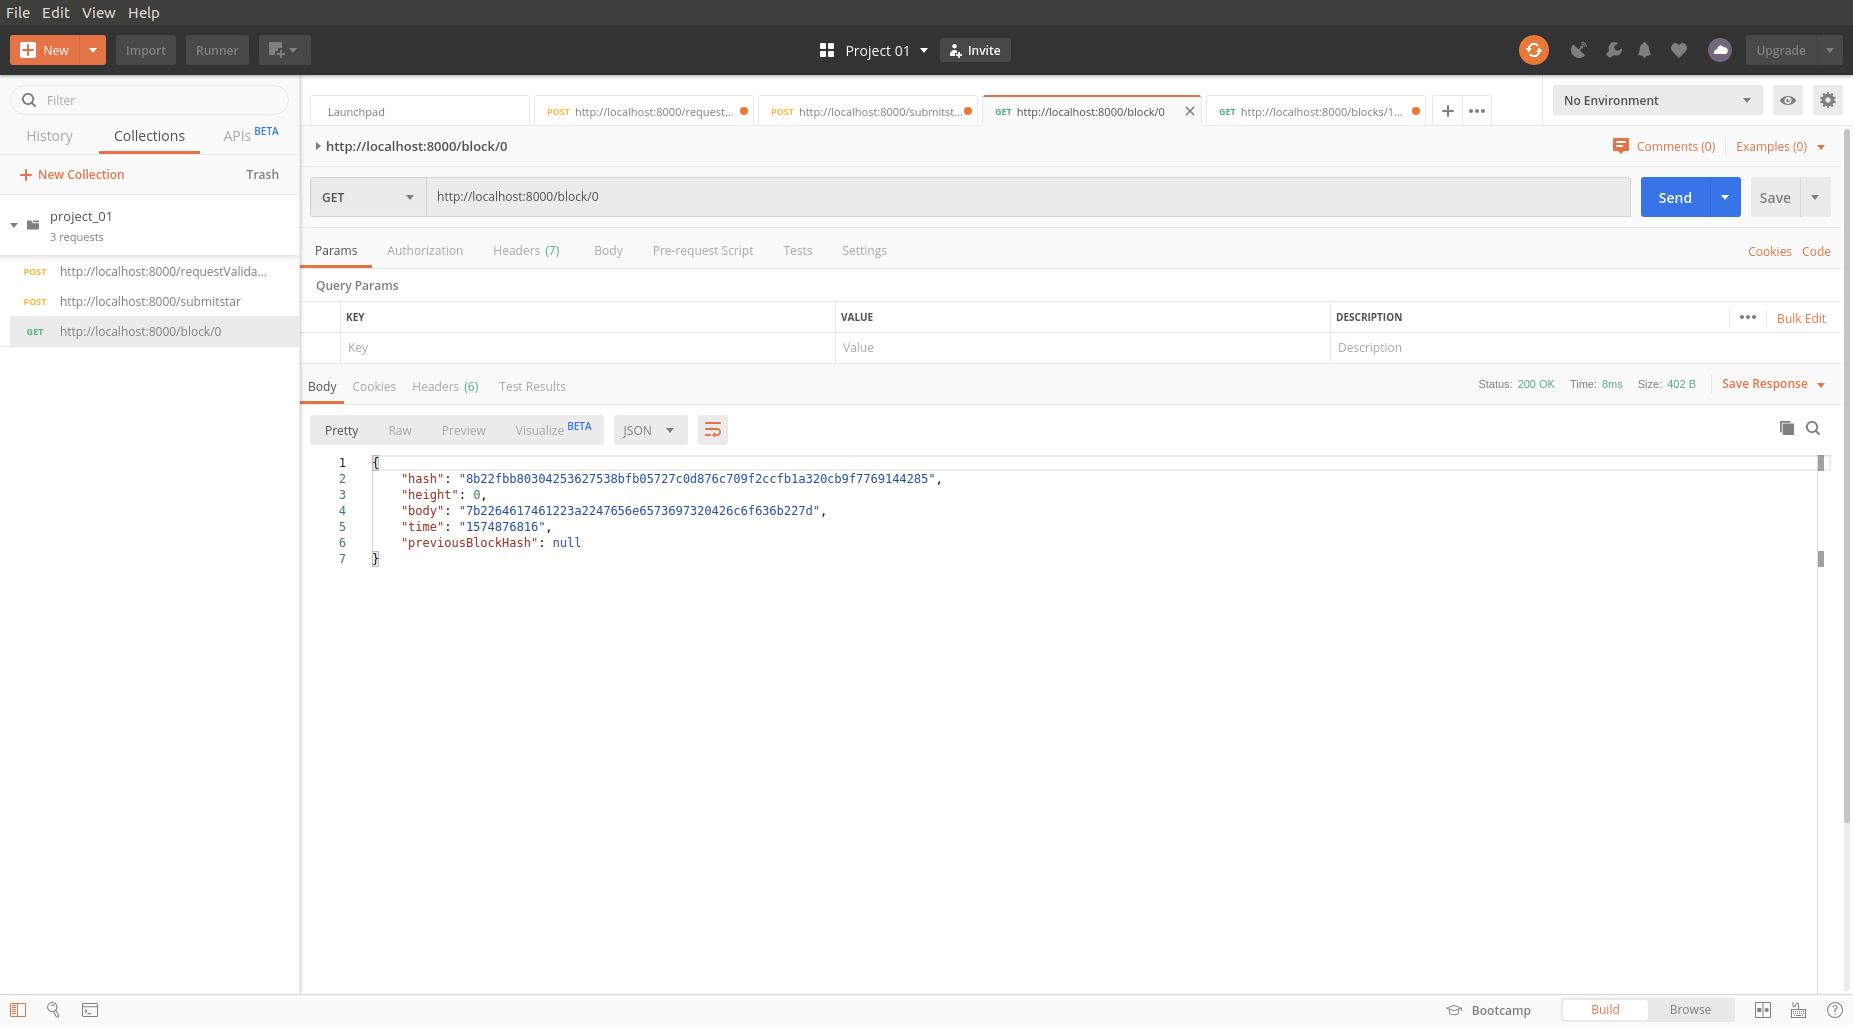 File Edit View Help
New Import Runner Project 01 Invite Upgrade
Filter
History Collections APIs BETA
New Collection Trash
project_01
3 requests
POST http://localhost:8000/requestValida...
POST http://localhost:8000/submitstar
GET http://localhost:8000/block/0
Launchpad POST http://localhost:8000/request... POST http://localhost:8000/submitst... GET http://localhost:8000/block/0 GET http://localhost:8000/blocks/1... No Environment
http://localhost:8000/block/0 Comments (0) Examples (0)
GET http://localhost:8000/block/0 Send Save
Params Authorization Headers (7) Body Pre-request Script Tests Settings Cookies Code
Query Params
KEY VALUE DESCRIPTION Bulk Edit
Key Value Description
Body Cookies Headers (6) Test Results Status: 200 OK Time: 8ms Size: 402 B Save Response
Pretty Raw Preview Visualize BETA JSON
1 {
2 "hash": "8b22fbb80304253627538bfb05727c0d876c709f2ccfb1a320cb9f7769144285",
3 "height": 0,
4 "body": "7b2264617461223a2247656e6573697320426c6f636b227d",
5 "time": "1574876816",
6 "previousBlockHash": null
7 }
Bootcamp Build Browse